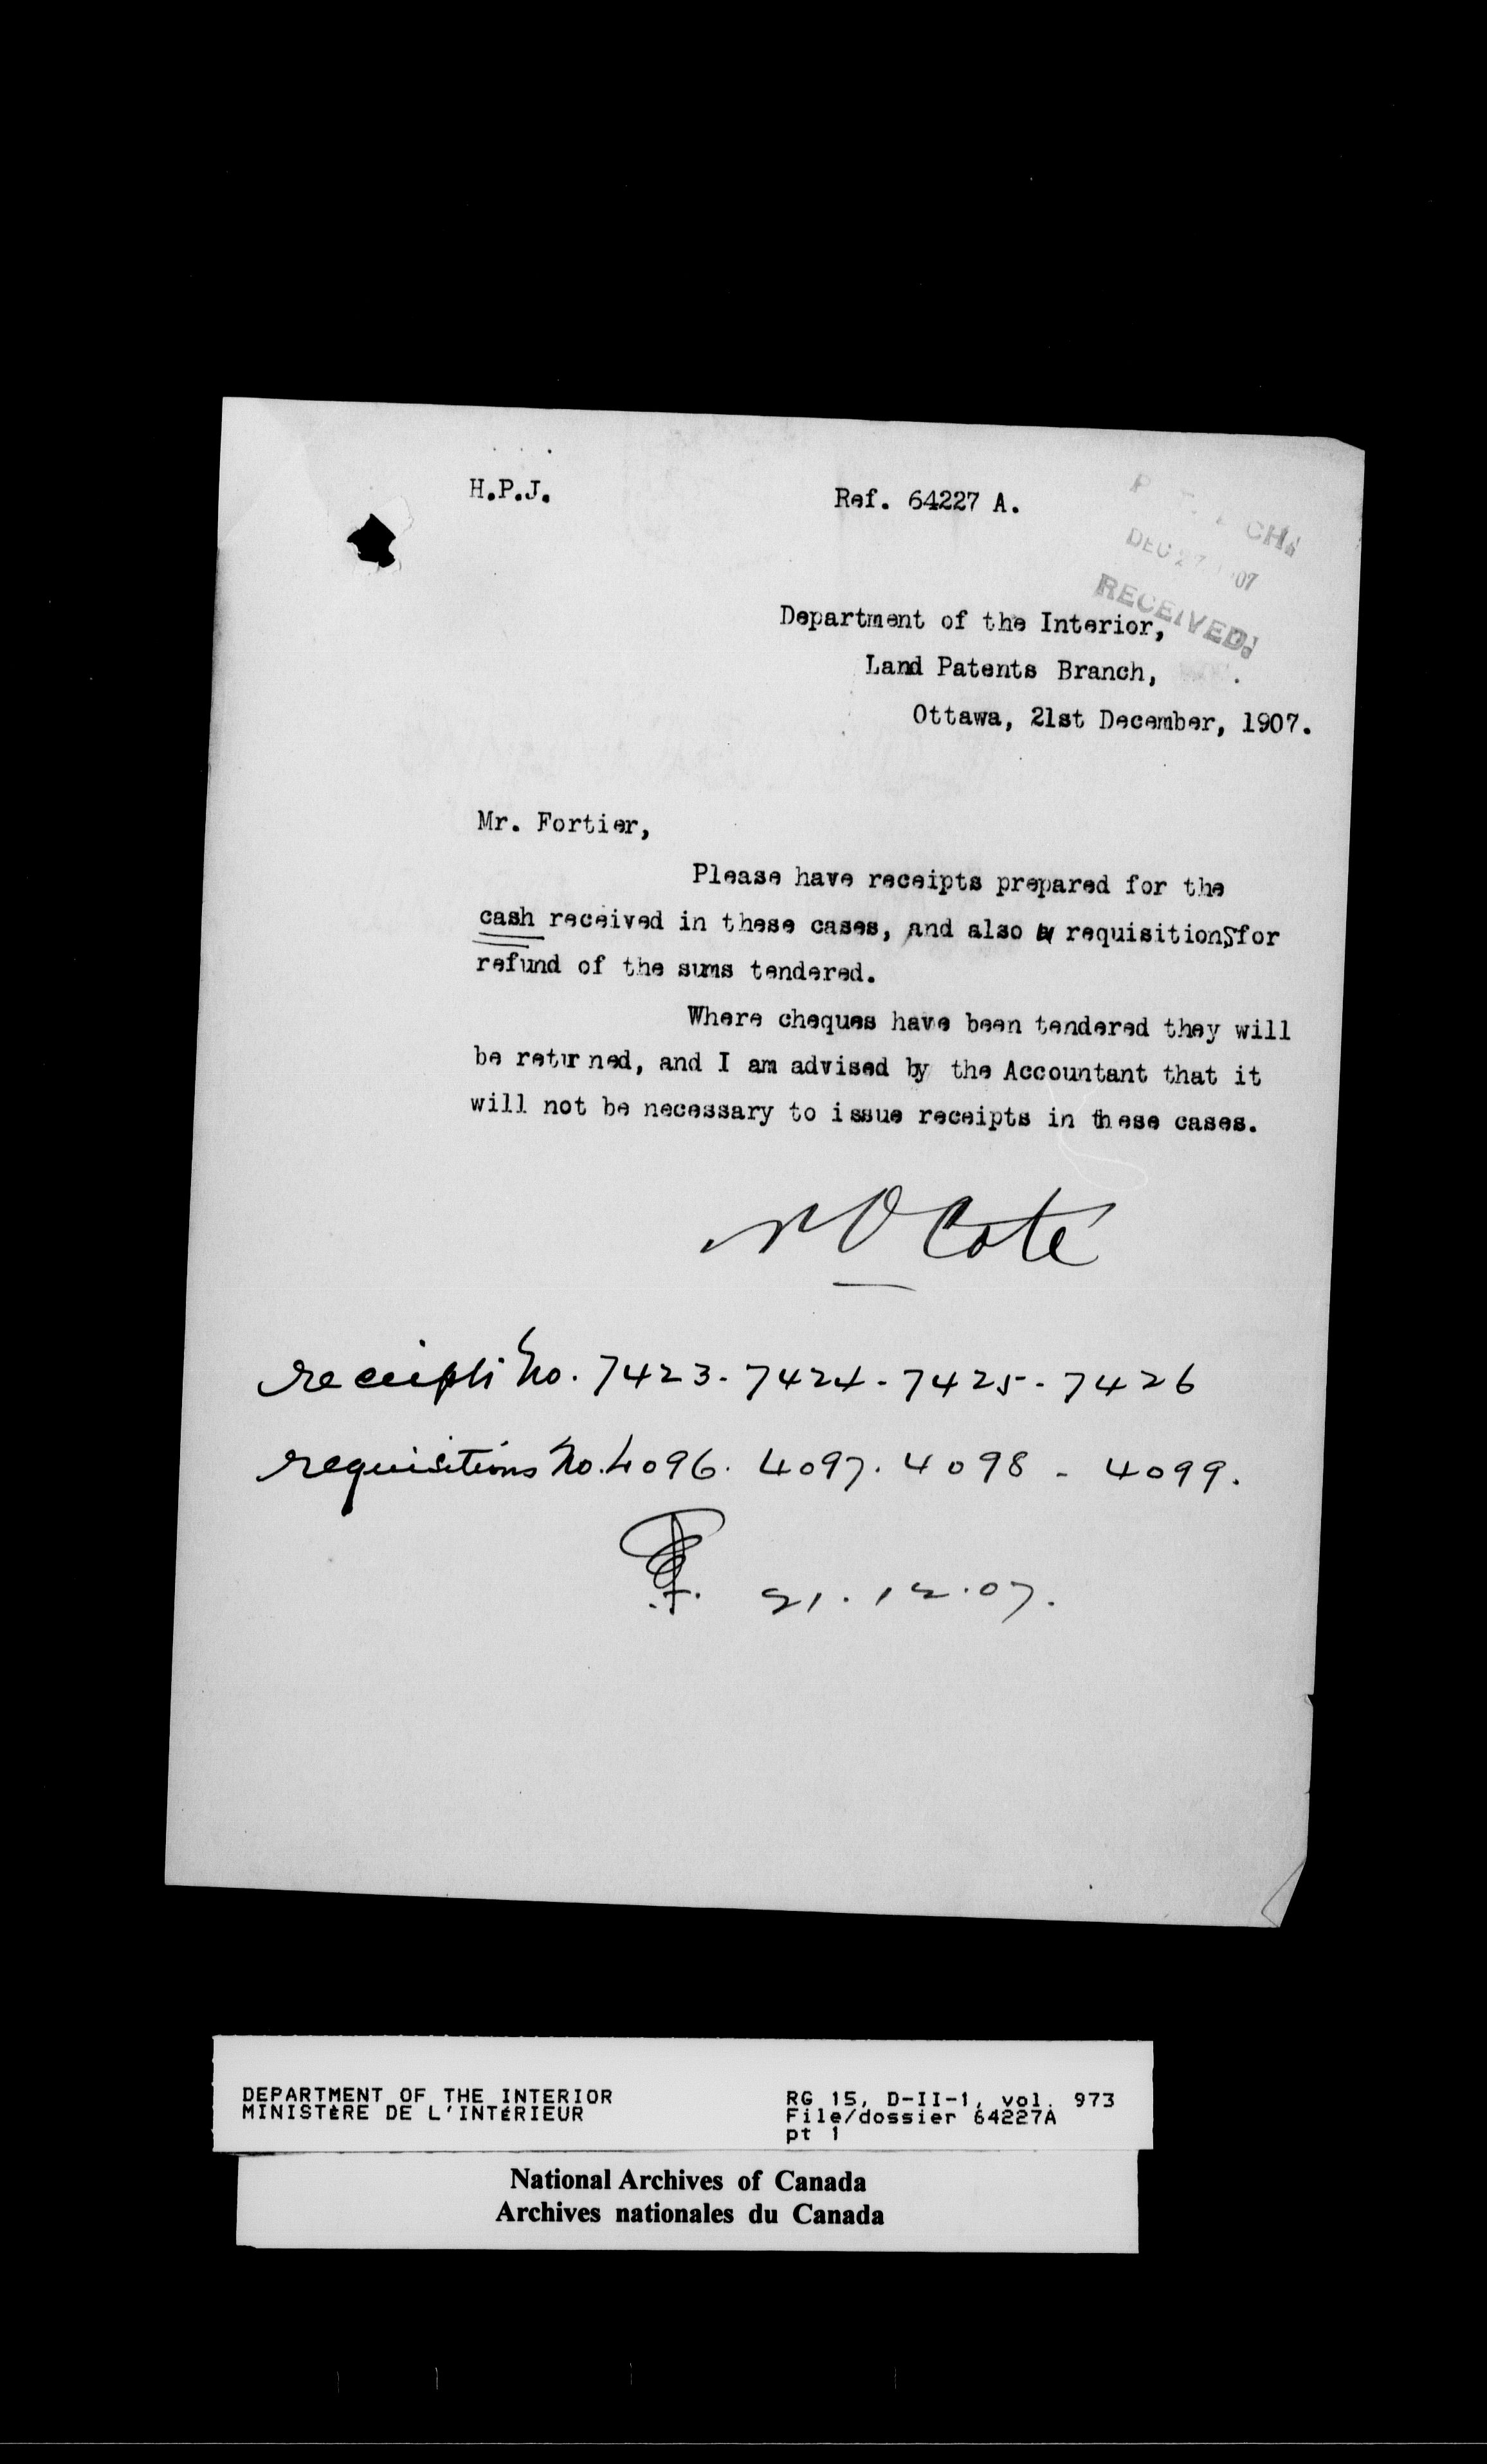 H.P.J.
Ref. 64227 A.
DEC 27 07
RECEIVED.
Department of the Interior,
Land Patents Branch,
Ottawa, 21st December, 1907.
Mr. Fortier,
Please have receipts prepared for the
cash received in these cases, and also requisitions for
refund of the sums tendered.
Where cheques have been tendered they will
be returned, and I am advised by the Accountant that it
will not be necessary to issue receipts in these cases.
N O Coté
receipts No. 7423-7424-7425-7426
requisitions No. 4096. 4097. 4098 - 4099.
21.12.07.
DEPARTMENT OF THE INTERIOR
MINISTÈRE DE L'INTÉRIEUR
RG 15, D-II-1, vol. 973
File/dossier 64227A
pt 1
National Archives of Canada
Archives nationales du Canada